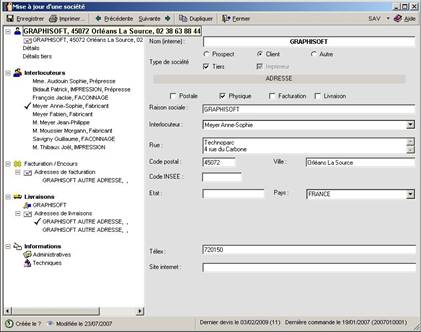 Mise à jour d'une société
Enregistrer Imprimer... Précédente Suivante Dupliquer Fermer SAV Aide
GRAPHISOFT, 45072 Orléans La Source, 02 38 63 88 44
GRAPHISOFT, 45072 Orléans La Source, 02
Détails
Détails tiers
Interlocuteurs
Mme. Audouin Sophie, Prépresse
Bidault Patrick, IMPRESSION, Prépresse
François Jackie, FACONNAGE
Meyer Anne-Sophie, Fabricant
Meyer Fabien, Fabricant
M. Meyer Jean-Philippe
M. Moussier Morgann, Fabricant
Savigny Guillaume, FACONNAGE
M. Thibaux Joël, IMPRESSION
Facturation / Encours
Adresses de facturation
GRAPHISOFT AUTRE ADRESSE, ,
Livraisons
GRAPHISOFT
Adresses de livraisons
GRAPHISOFT AUTRE ADRESSE, ,
GRAPHISOFT AUTRE ADRESSE, ,
Informations
Administratives
Techniques
Nom (interne) : GRAPHISOFT
Type de société
Prospect Client Autre
Tiers Imprimeur
ADRESSE
Postale Physique Facturation Livraison
Raison sociale : GRAPHISOFT
Interlocuteur : Meyer Anne-Sophie
Rue : Technoparc
4 rue du Carbone
Code postal : 45072 Ville : Orléans La Source
Code INSEE :
Etat : Pays : FRANCE
Télex : 720150
Site internet :
Créée le ? Modifiée le 23/07/2007 Dernier devis le 03/02/2009 (11) Dernière commande le 19/01/2007 (2007010001)